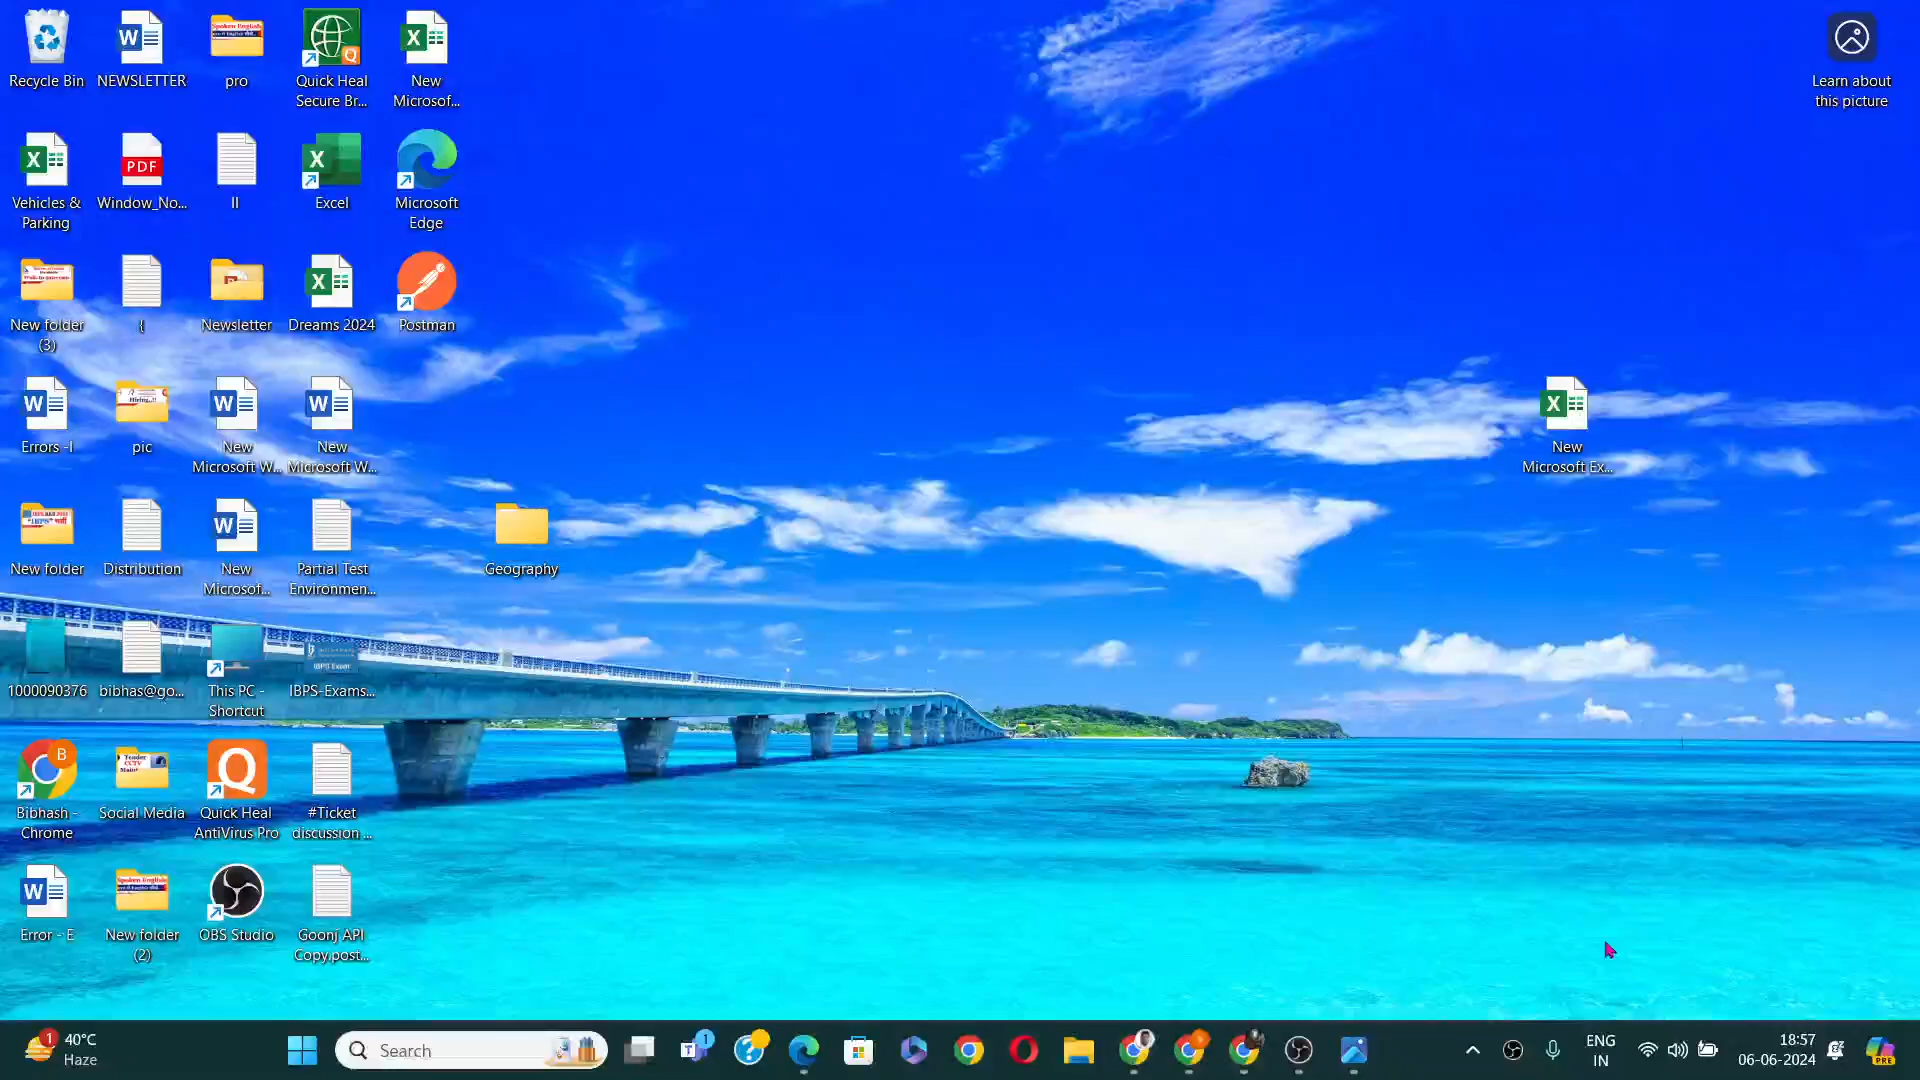 Recycle Bin
NEWSLETTER
pro
Quick Heal
Secure Br...
New
Microsof...
Learn about
this picture
Vehicles &
Parking
PDF
Window_No...
II
Excel
Microsoft
Edge
New folder
(3)
{
Newsletter
Dreams 2024
Postman
Errors -I
pic
New
Microsoft W...
New
Microsoft W...
New
Microsoft Ex...
New folder
Distribution
New
Microsof...
Partial Test
Environmen...
Geography
1000090376
bibhas@go...
This PC -
Shortcut
IBPS-Exams...
Bibhash -
Chrome
Social Media
Quick Heal
AntiVirus Pro
#Ticket
discussion ...
Error - E
New folder
(2)
OBS Studio
Goonj API
Copy.post...
1
40°C
Haze
Search
1
ENG
IN
18:57
06-06-2024
PRE